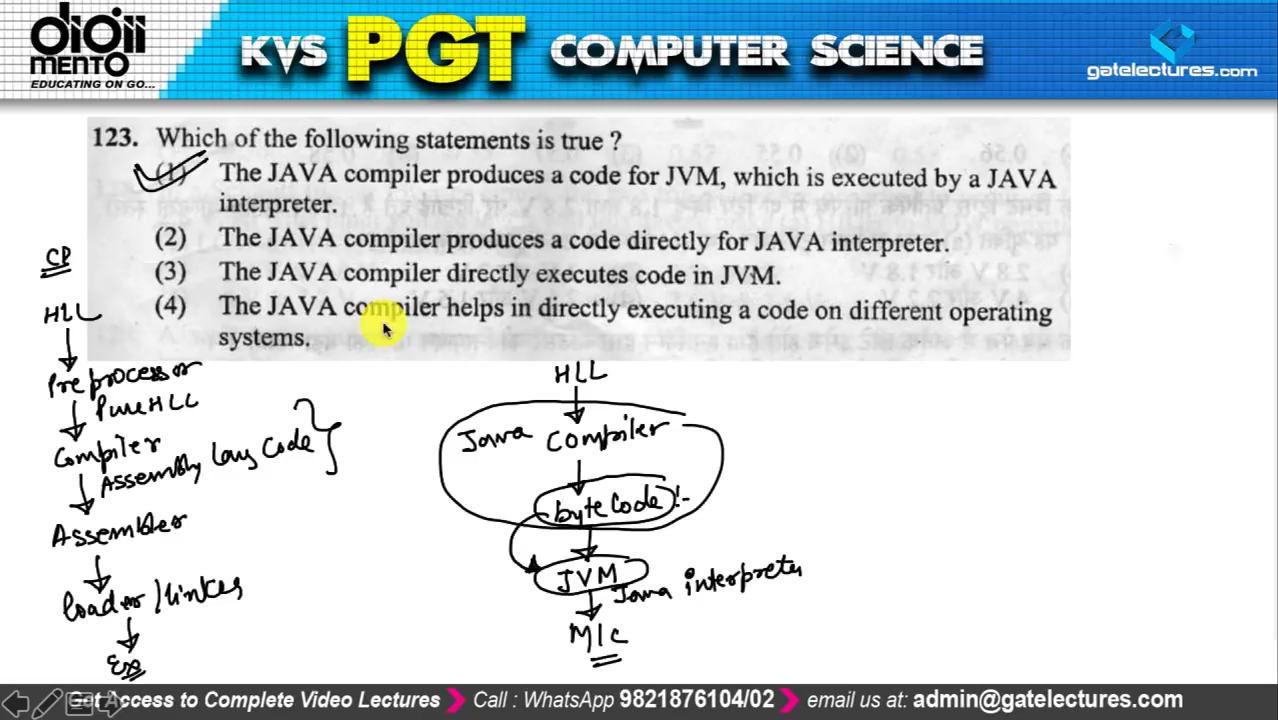 digii
MENTO
EDUCATING ON GO...
KVS PGT COMPUTER SCIENCE
gatelectures.com
123. Which of the following statements is true ?
(1) The JAVA compiler produces a code for JVM, which is executed by a JAVA
interpreter.
(2) The JAVA compiler produces a code directly for JAVA interpreter.
(3) The JAVA compiler directly executes code in JVM.
(4) The JAVA compiler helps in directly executing a code on different operating
systems.
CP
HLL
Preprocessor
Pure HLL
Compiler
Assembly Lang Code
Assembler
Loader/linker
Exe
HLL
Java Compiler
byte Code :-
JVM
Java interpreter
M/C
Get Access to Complete Video Lectures Call : WhatsApp 9821876104/02 email us at: admin@gatelectures.com